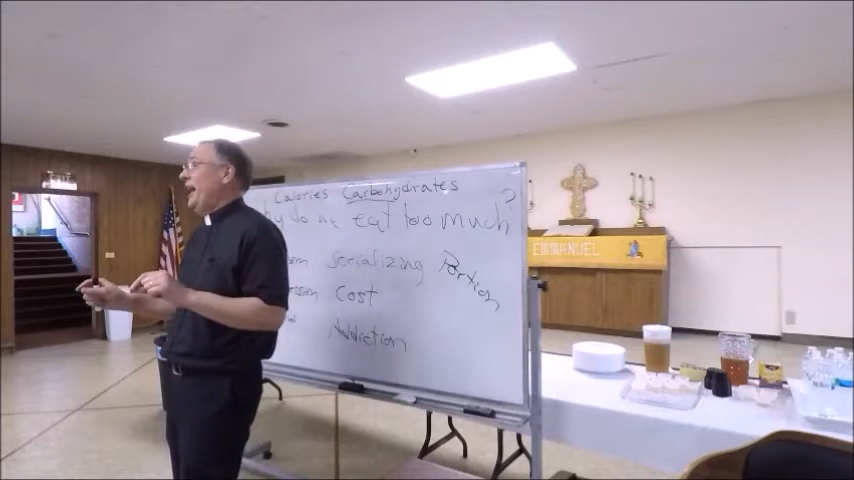 Calories Carbohydrates
Why do we eat too much?
Socializing Portion
Cost
Addiction
EMMANUEL